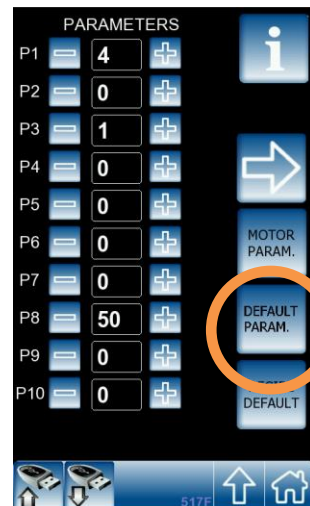 PARAMETERS
P1 4
P2 0
P3 1
P4 0
P5 0
P6 0
P7 0
P8 50
P9 0
P10 0
i
MOTOR
PARAM.
DEFAULT
PARAM.
DEFAULT
517F